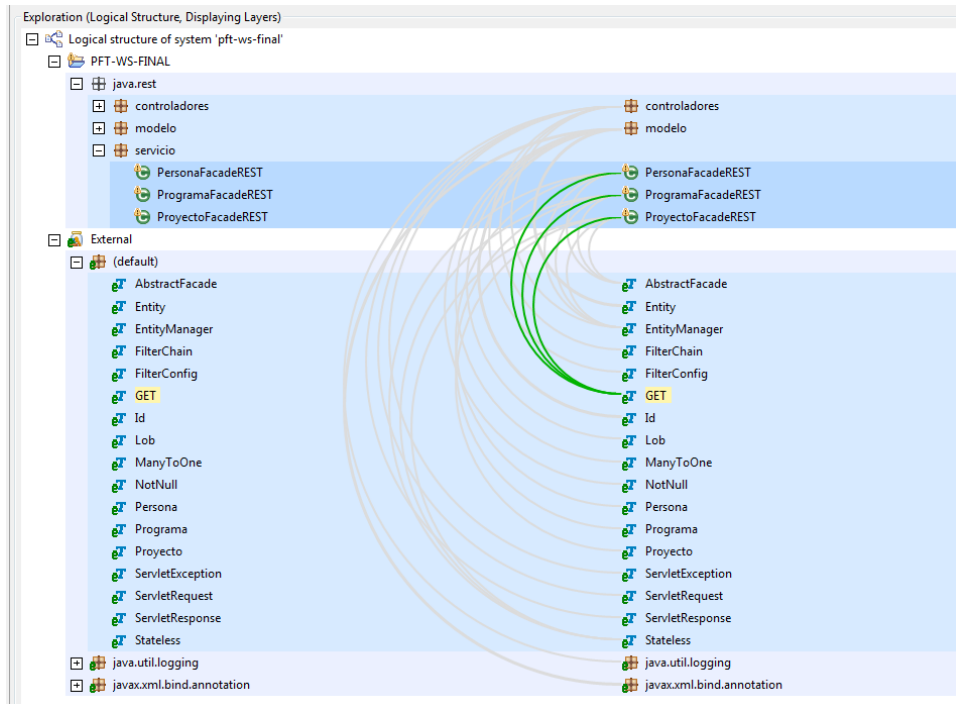 Exploration (Logical Structure, Displaying Layers)
Logical structure of system 'pft-ws-final'
PFT-WS-FINAL
java.rest
controladores controladores
modelo modelo
servicio
PersonaFacadeREST PersonaFacadeREST
ProgramaFacadeREST ProgramaFacadeREST
ProyectoFacadeREST ProyectoFacadeREST
External
(default)
AbstractFacade AbstractFacade
Entity Entity
EntityManager EntityManager
FilterChain FilterChain
FilterConfig FilterConfig
GET GET
Id Id
Lob Lob
ManyToOne ManyToOne
NotNull NotNull
Persona Persona
Programa Programa
Proyecto Proyecto
ServletException ServletException
ServletRequest ServletRequest
ServletResponse ServletResponse
Stateless Stateless
java.util.logging java.util.logging
javax.xml.bind.annotation javax.xml.bind.annotation